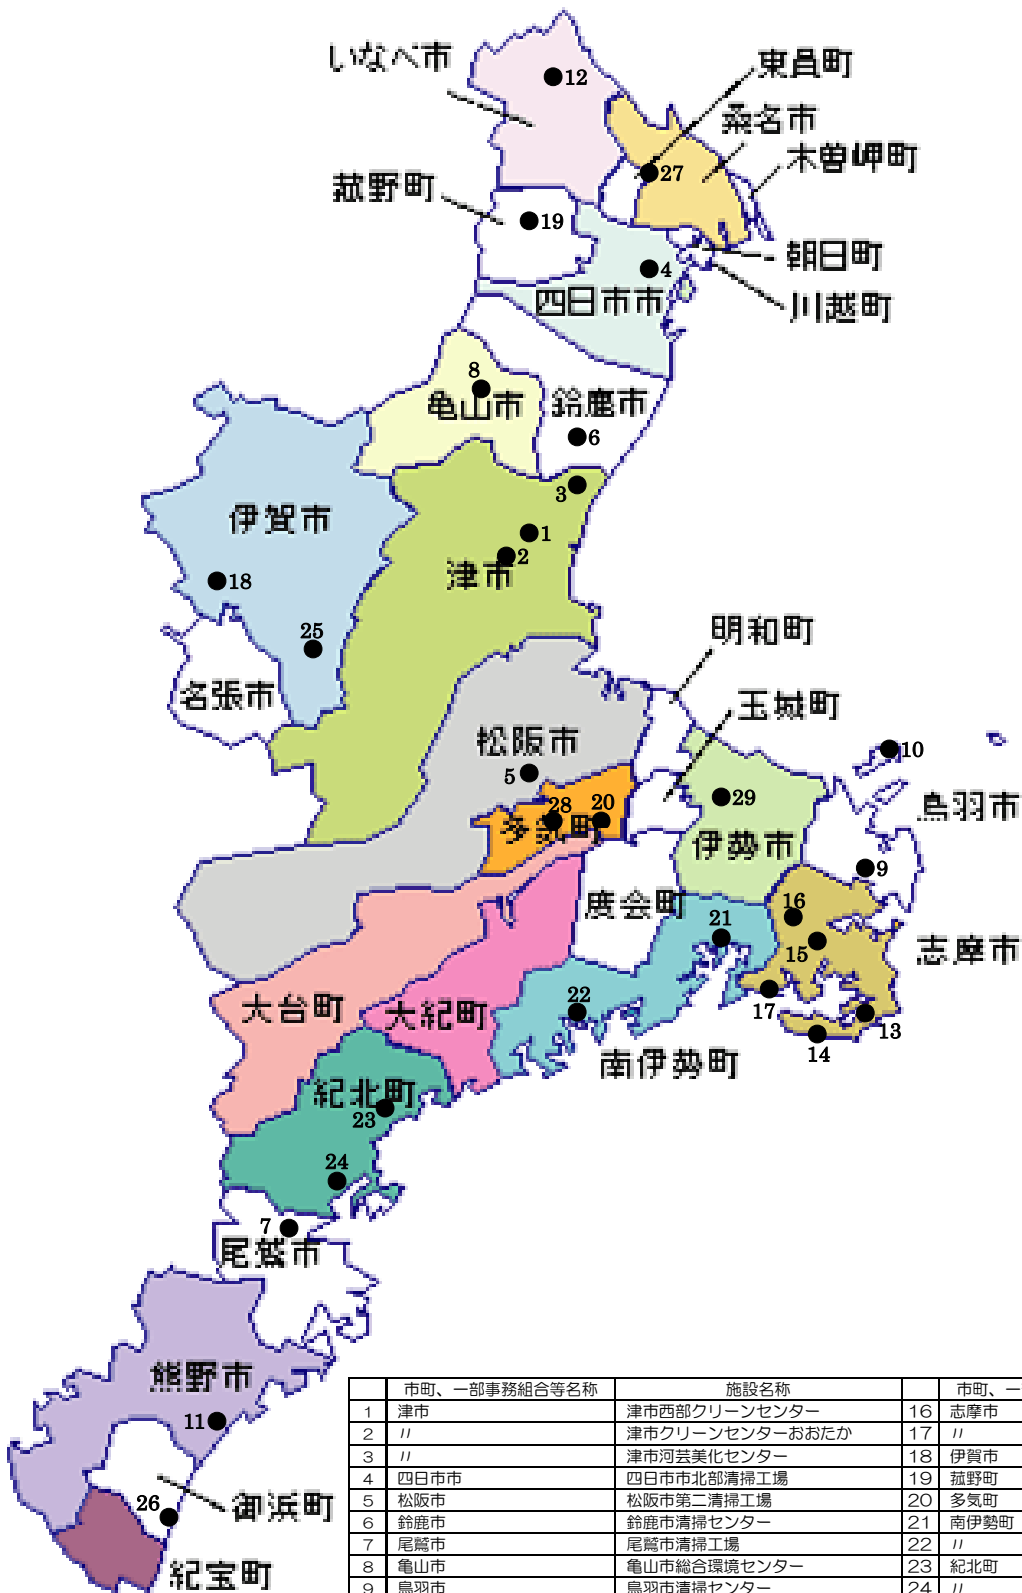 いなべ市
12
東員町
桑名市
27
木曽岬町
菰野町
19
朝日町
4
四日市市
川越町
8
亀山市
鈴鹿市
6
3
伊賀市
1
2
津市
18
25
明和町
名張市
玉城町
松阪市
10
5
28
20
29
鳥羽市
多気町
伊勢市
9
度会町
16
21
15
志摩市
大台町
大紀町
22
17
13
14
南伊勢町
紀北町
23
24
7
尾鷲市
熊野市
11
26
御浜町
紀宝町
市町、一部事務組合等名称 施設名称 市町、一
1 津市 津市西部クリーンセンター 16 志摩市
2 〃 津市クリーンセンターおおたか 17 〃
3 〃 津市河芸美化センター 18 伊賀市
4 四日市市 四日市市北部清掃工場 19 菰野町
5 松阪市 松阪市第二清掃工場 20 多気町
6 鈴鹿市 鈴鹿市清掃センター 21 南伊勢町
7 尾鷲市 尾鷲市清掃工場 22 〃
8 亀山市 亀山市総合環境センター 23 紀北町
9 鳥羽市 鳥羽市清掃センター 24 〃